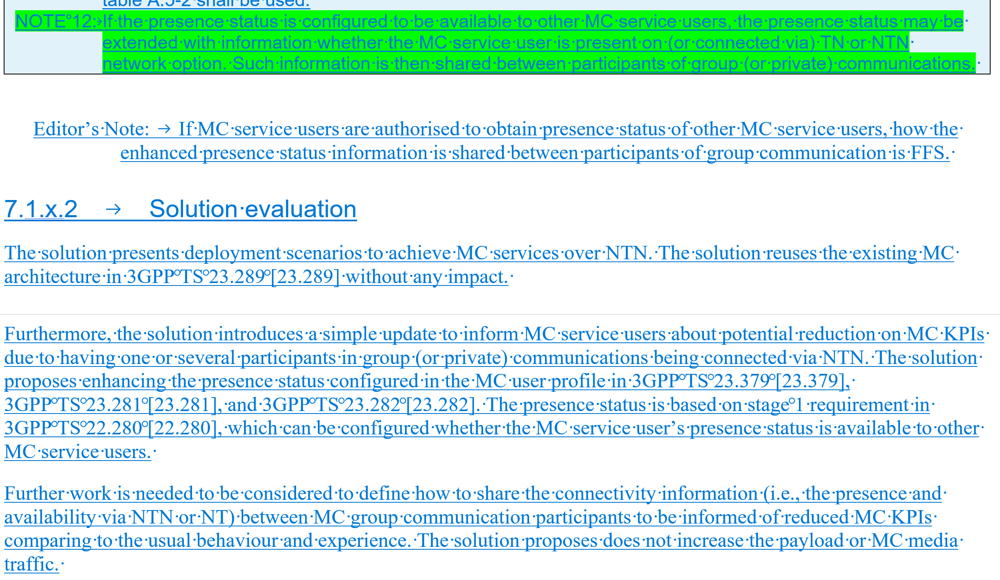 table A.5-2 shall be used.
NOTE 12: If the presence status is configured to be available to other MC service users, the presence status may be
extended with information whether the MC service user is present on (or connected via) TN or NTN
network option. Such information is then shared between participants of group (or private) communications.
Editor’s Note: → If MC service users are authorised to obtain presence status of other MC service users, how the
enhanced presence status information is shared between participants of group communication is FFS.
7.1.x.2 → Solution evaluation
The solution presents deployment scenarios to achieve MC services over NTN. The solution reuses the existing MC
architecture in 3GPP TS 23.289 [23.289] without any impact.
Furthermore, the solution introduces a simple update to inform MC service users about potential reduction on MC KPIs
due to having one or several participants in group (or private) communications being connected via NTN. The solution
proposes enhancing the presence status configured in the MC user profile in 3GPP TS 23.379 [23.379],
3GPP TS 23.281 [23.281], and 3GPP TS 23.282 [23.282]. The presence status is based on stage 1 requirement in
3GPP TS 22.280 [22.280], which can be configured whether the MC service user’s presence status is available to other
MC service users.
Further work is needed to be considered to define how to share the connectivity information (i.e., the presence and
availability via NTN or NT) between MC group communication participants to be informed of reduced MC KPIs
comparing to the usual behaviour and experience. The solution proposes does not increase the payload or MC media
traffic.